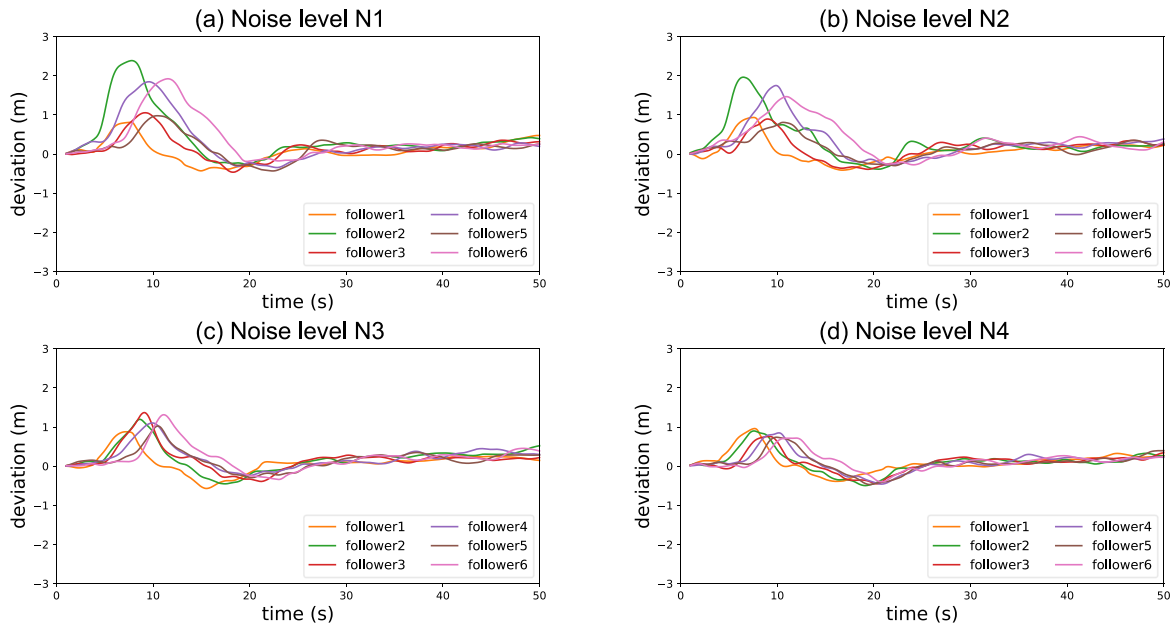 (a) Noise level N1
3
2
1
0
−1
−2
−3
deviation (m)
follower1 follower4
follower2 follower5
follower3 follower6
0 10 20 30 40 50
time (s)
(b) Noise level N2
3
2
1
0
−1
−2
−3
deviation (m)
follower1 follower4
follower2 follower5
follower3 follower6
0 10 20 30 40 50
time (s)
(c) Noise level N3
3
2
1
0
−1
−2
−3
deviation (m)
follower1 follower4
follower2 follower5
follower3 follower6
0 10 20 30 40 50
time (s)
(d) Noise level N4
3
2
1
0
−1
−2
−3
deviation (m)
follower1 follower4
follower2 follower5
follower3 follower6
0 10 20 30 40 50
time (s)